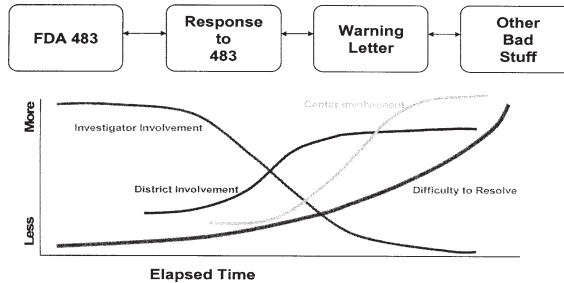 FDA 483
Response
to
483
Warning
Letter
Other
Bad
Stuff
More
Less
Center Involvement
Investigator Involvement
District Involvement
Difficulty to Resolve
Elapsed Time